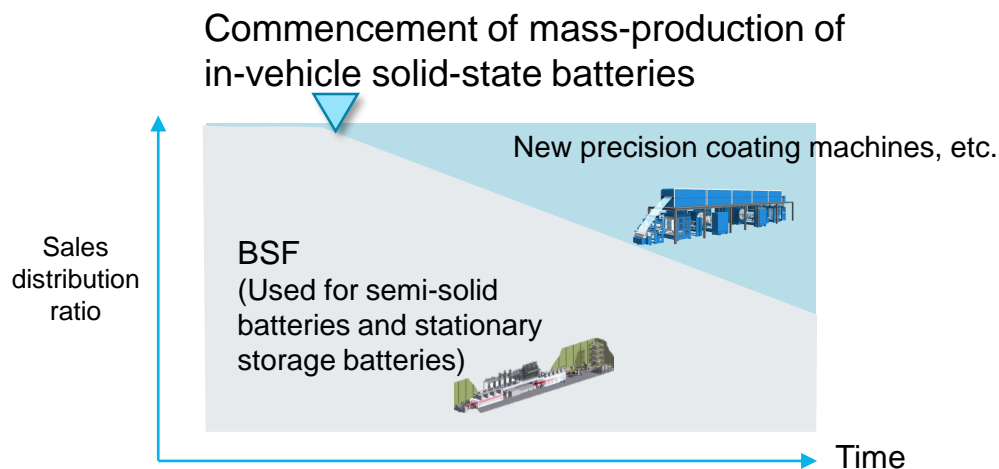 Commencement of mass-production of
in-vehicle solid-state batteries
New precision coating machines, etc.
Sales
distribution
ratio
BSF
(Used for semi-solid
batteries and stationary
storage batteries)
Time